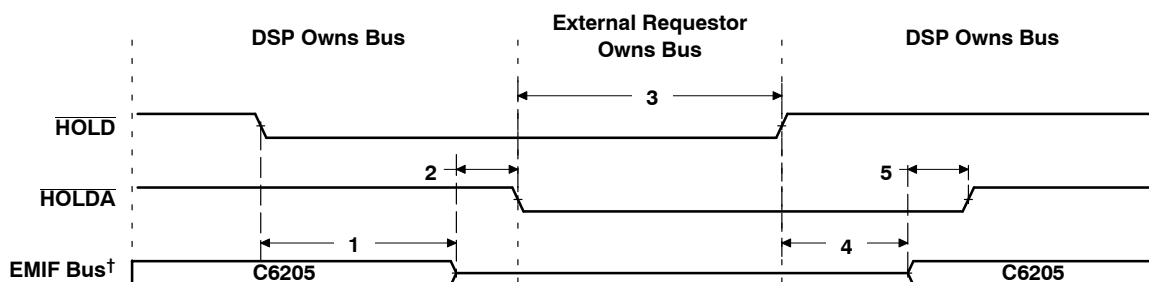 DSP Owns Bus
External Requestor
Owns Bus
DSP Owns Bus
3
HOLD
2
5
HOLDA
1
4
EMIF Bus†
C6205
C6205